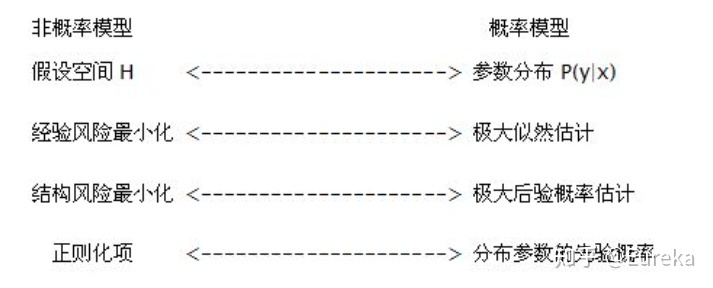 非概率模型 概率模型
假设空间 H <---------------------> 参数分布 P(y|x)
经验风险最小化 <---------------------> 极大似然估计
结构风险最小化 <---------------------> 极大后验概率估计
正则化项 <---------------------> 分布参数的先验概率
知乎 @Eureka